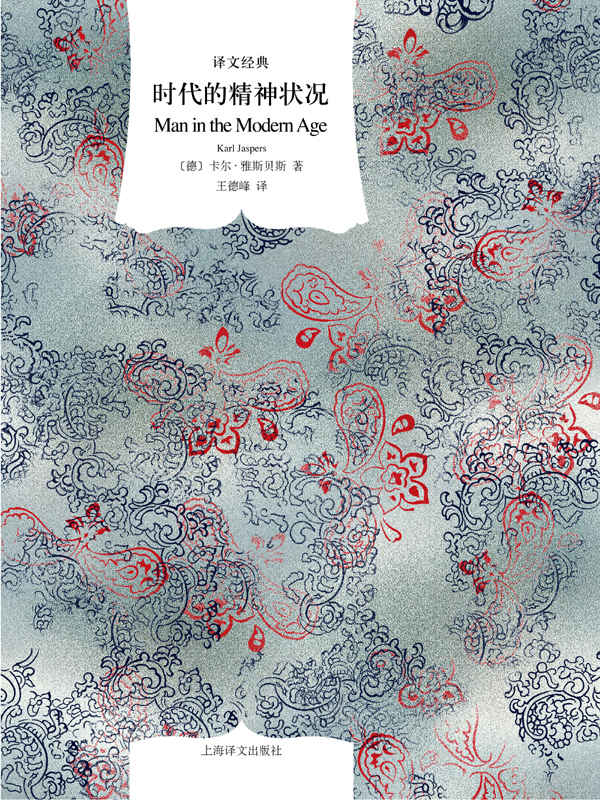 译文经典
时代的精神状况
Man in the Modern Age
Karl Jaspers
〔德〕卡尔·雅斯贝斯 著
王德峰 译
上海译文出版社